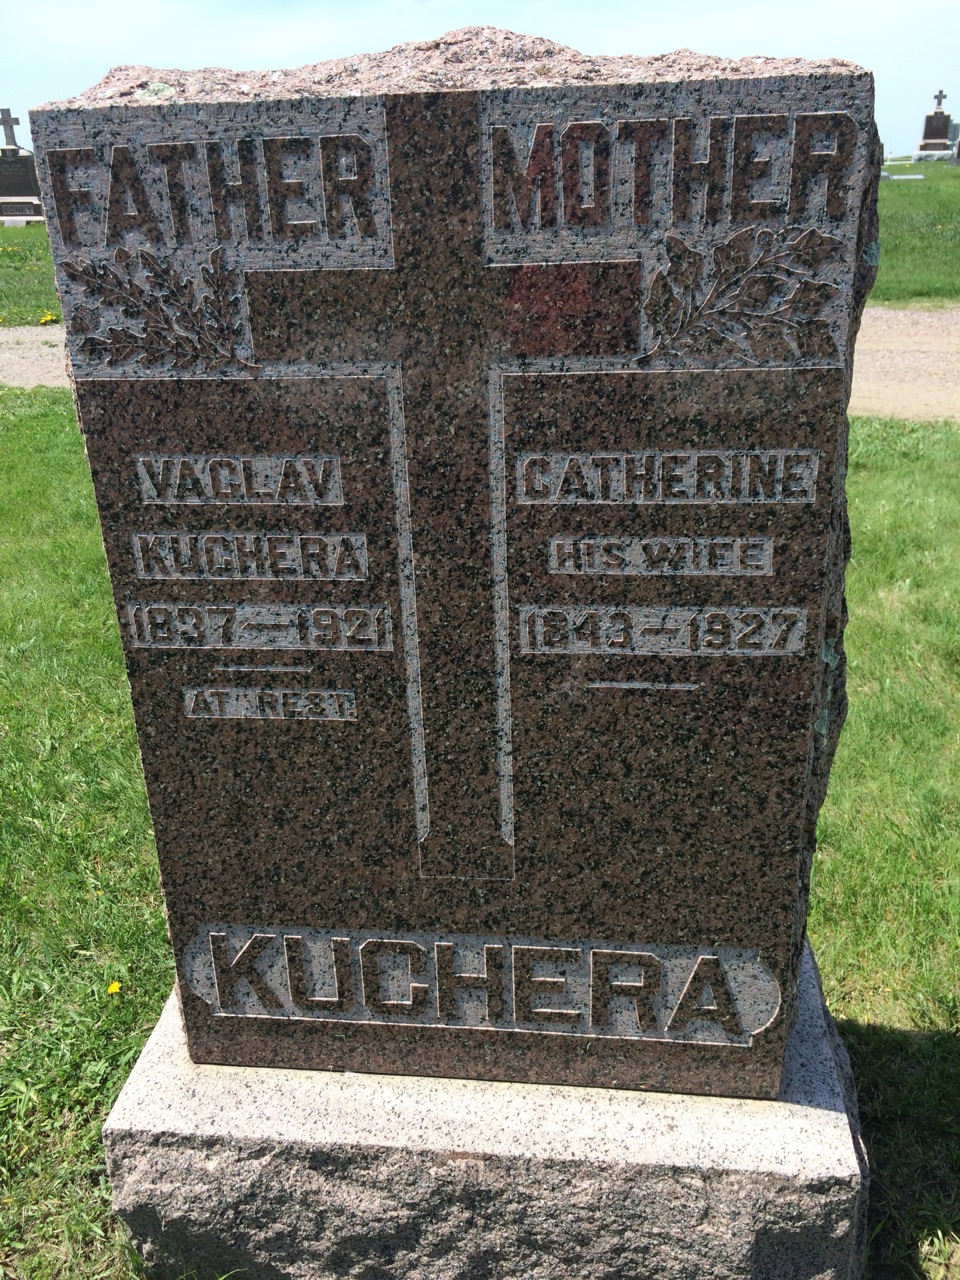 FATHER
MOTHER
VACLAV
KUCHERA
1837-1921
AT REST
CATHERINE
HIS WIFE
1843-1927
KUCHERA